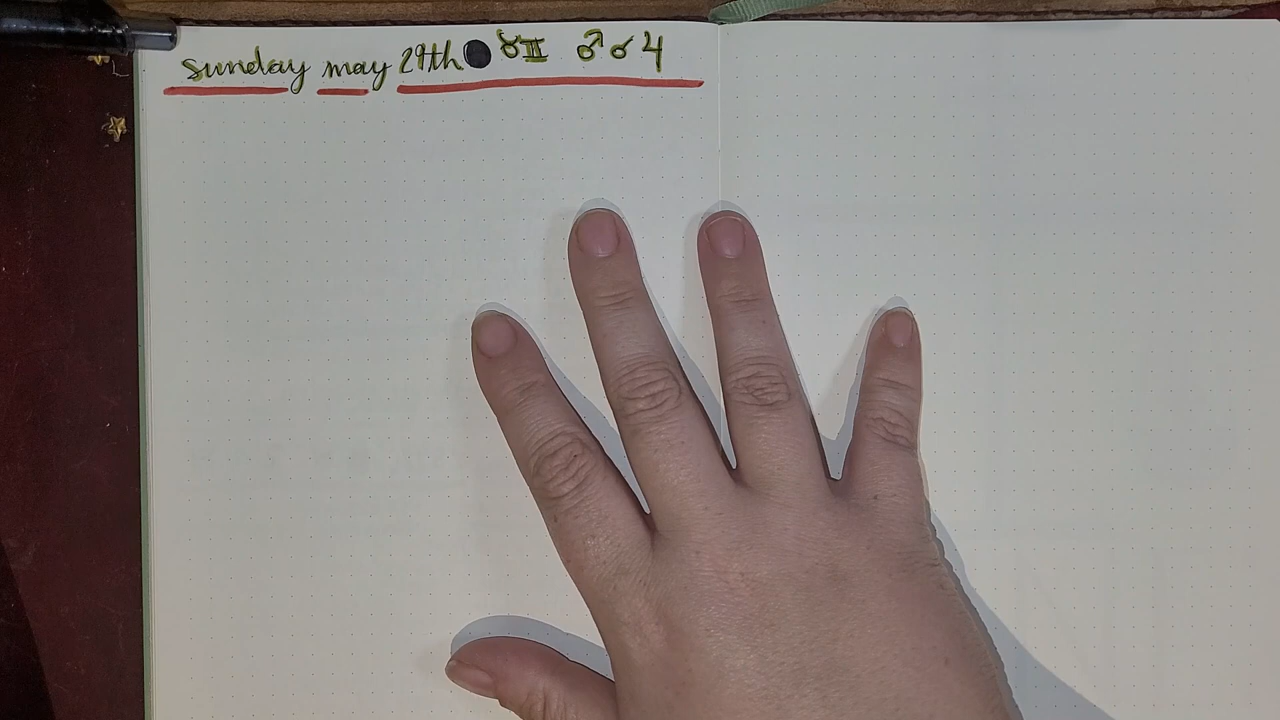 Sunday may 29th 🌑 ♉ ♊ ♂ ☌ ♃